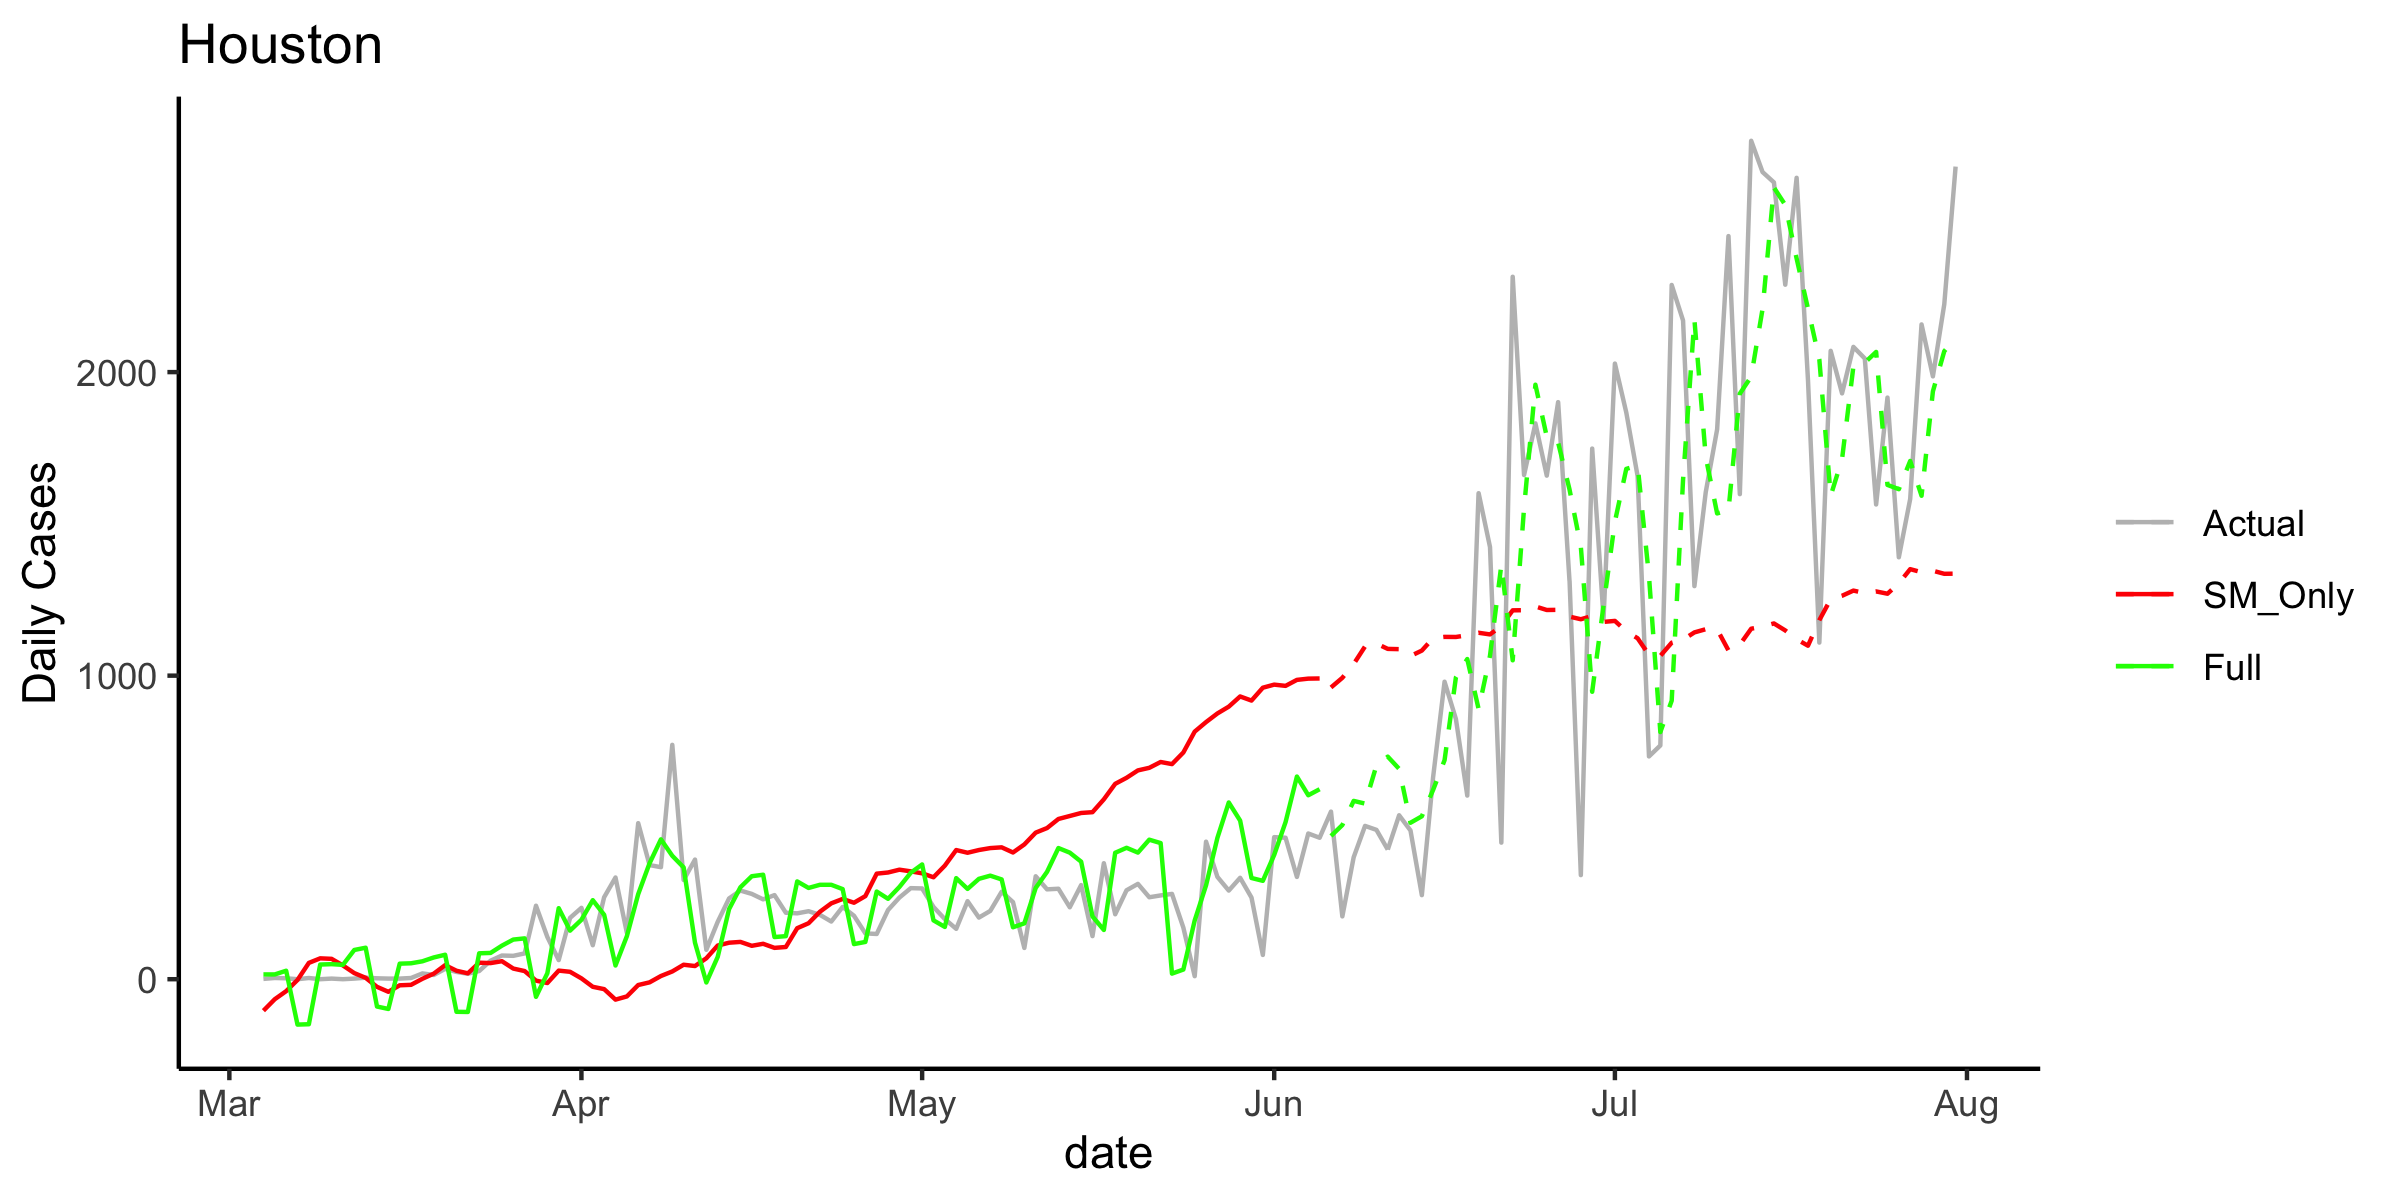 Houston
Daily Cases
2000
1000
0
Mar
Apr
May
Jun
Jul
Aug
date
Actual
SM_Only
Full